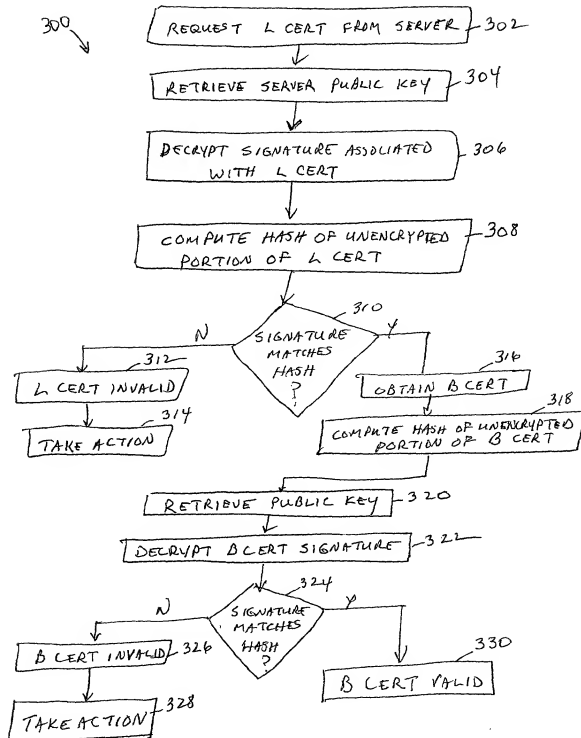 300
REQUEST L CERT FROM SERVER
302
RETRIEVE SERVER PUBLIC KEY
304
DECRYPT SIGNATURE ASSOCIATED
WITH L CERT
306
COMPUTE HASH OF UNENCRYPTED
PORTION OF L CERT
308
310
SIGNATURE
MATCHES
HASH
?
N
Y
312
L CERT INVALID
314
TAKE ACTION
316
OBTAIN B CERT
318
COMPUTE HASH OF UNENCRYPTED
PORTION OF B CERT
RETRIEVE PUBLIC KEY
320
DECRYPT B CERT SIGNATURE
322
324
SIGNATURE
MATCHES
HASH
?
N
Y
B CERT INVALID
326
TAKE ACTION
328
330
B CERT VALID